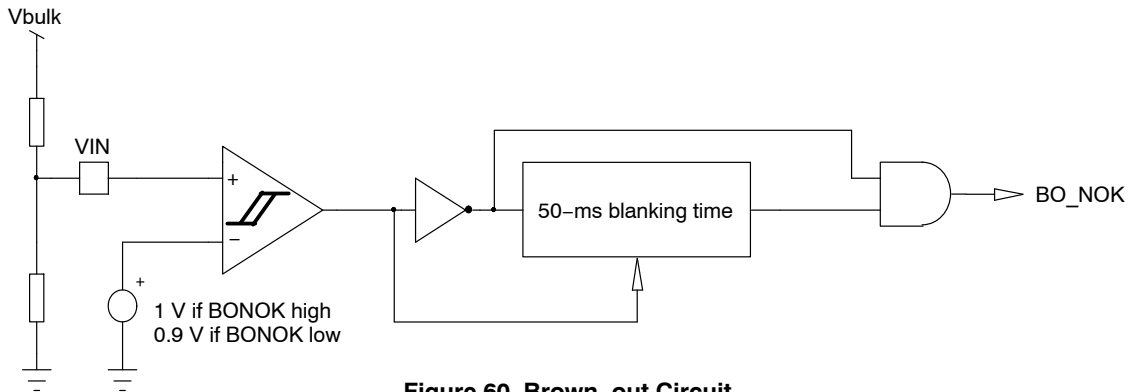 Vbulk
VIN
+
−
+
1 V if BONOK high
0.9 V if BONOK low
50−ms blanking time
BO_NOK
Figure 60. Brown−out Circuit